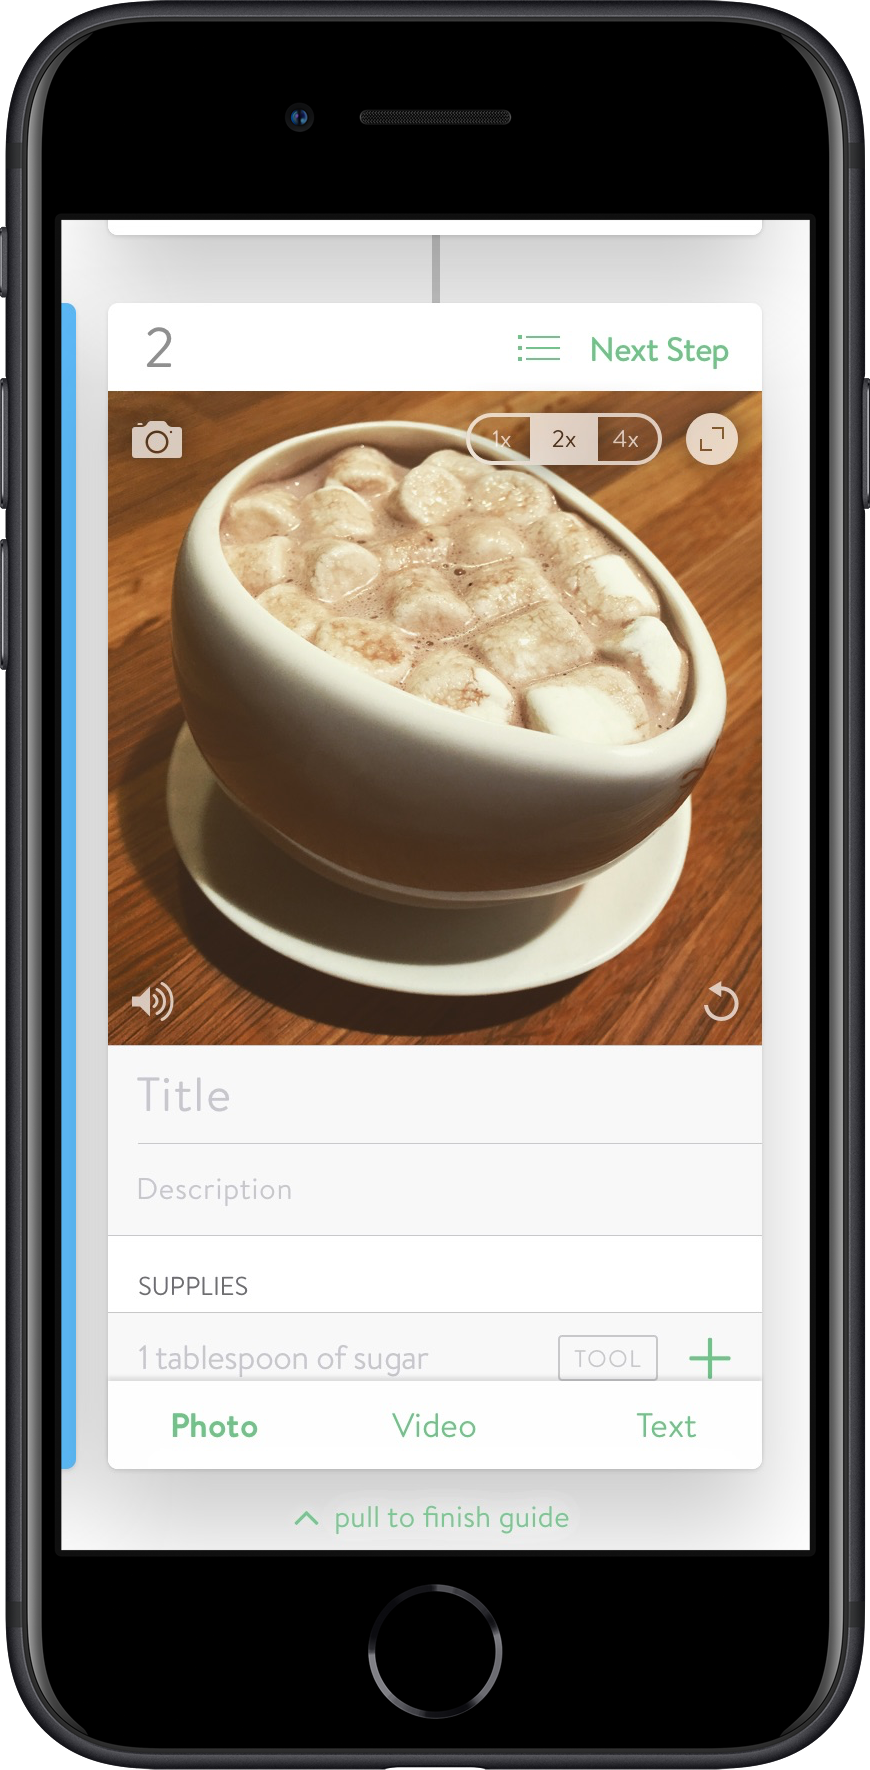 2 Next Step
1x 2x 4x
Title
Description
SUPPLIES
1 tablespoon of sugar TOOL
Photo Video Text
pull to finish guide